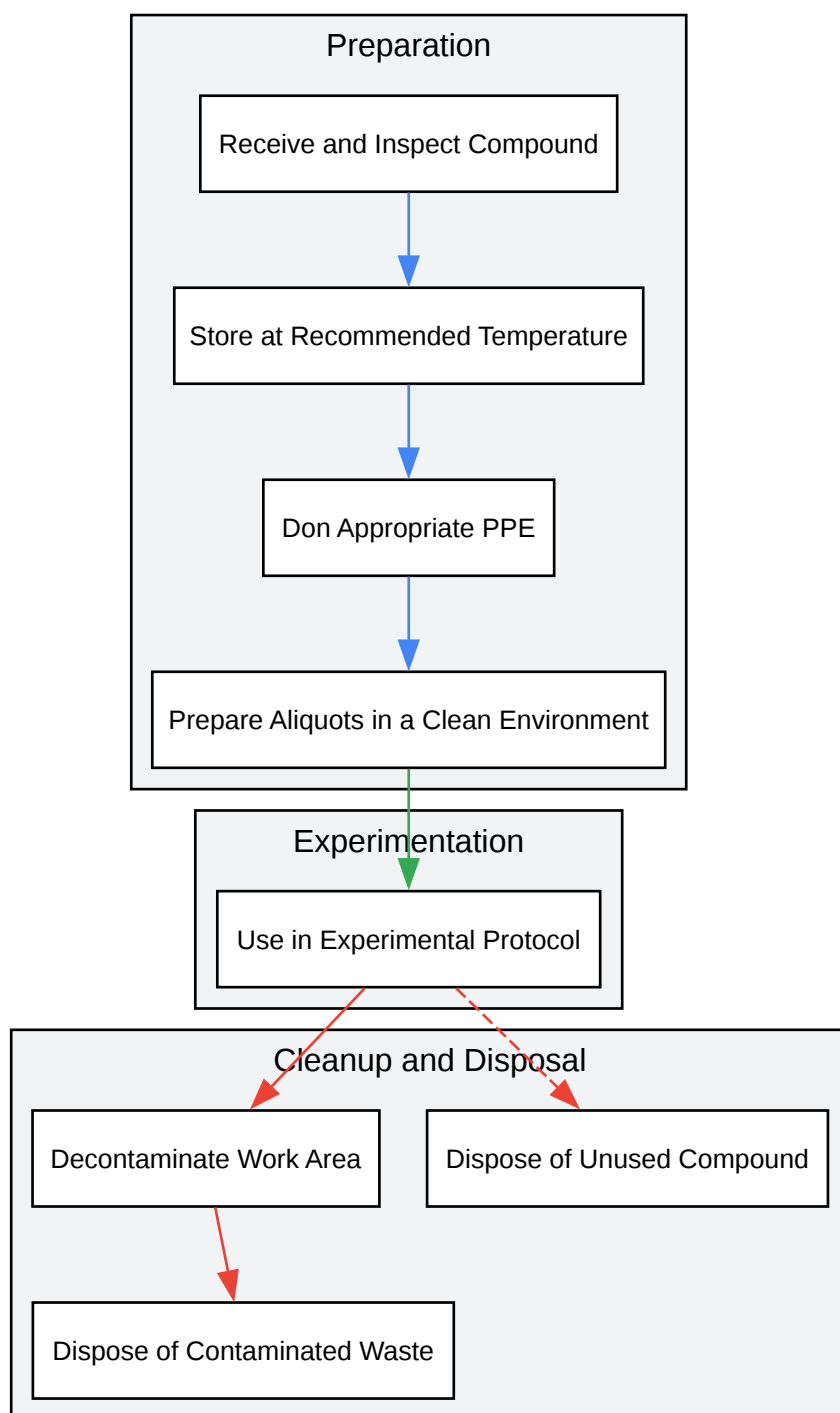 Preparation
Receive and Inspect Compound
Store at Recommended Temperature
Don Appropriate PPE
Prepare Aliquots in a Clean Environment
Experimentation
Use in Experimental Protocol
Cleanup and Disposal
Decontaminate Work Area
Dispose of Unused Compound
Dispose of Contaminated Waste